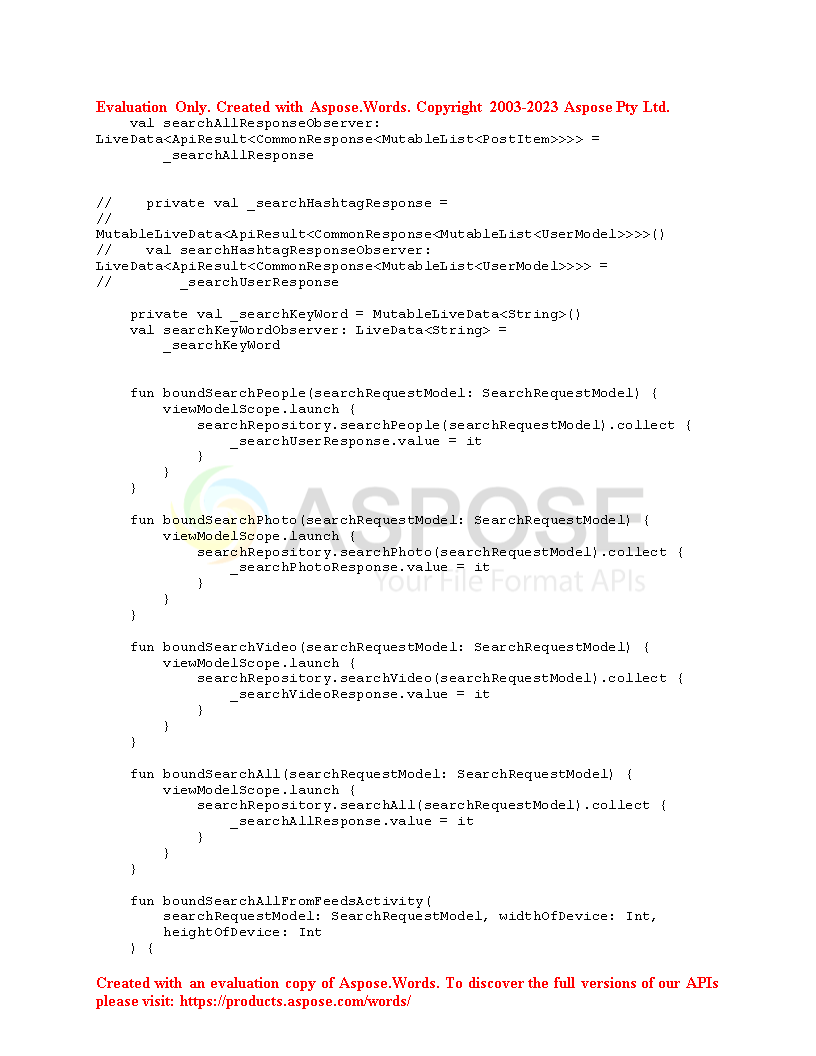 Evaluation Only. Created with Aspose.Words. Copyright 2003-2023 Aspose Pty Ltd.
    val searchAllResponseObserver:
LiveData<ApiResult<CommonResponse<MutableList<PostItem>>>> =
        _searchAllResponse
//    private val _searchHashtagResponse =
//
MutableLiveData<ApiResult<CommonResponse<MutableList<UserModel>>>>()
//    val searchHashtagResponseObserver:
LiveData<ApiResult<CommonResponse<MutableList<UserModel>>>> =
//        _searchUserResponse
    private val _searchKeyWord = MutableLiveData<String>()
    val searchKeyWordObserver: LiveData<String> =
        _searchKeyWord
    fun boundSearchPeople(searchRequestModel: SearchRequestModel) {
        viewModelScope.launch {
            searchRepository.searchPeople(searchRequestModel).collect {
                _searchUserResponse.value = it
            }
        }
    }
ASPOSE
Your File Format APIs
    fun boundSearchPhoto(searchRequestModel: SearchRequestModel) {
        viewModelScope.launch {
            searchRepository.searchPhoto(searchRequestModel).collect {
                _searchPhotoResponse.value = it
            }
        }
    }
    fun boundSearchVideo(searchRequestModel: SearchRequestModel) {
        viewModelScope.launch {
            searchRepository.searchVideo(searchRequestModel).collect {
                _searchVideoResponse.value = it
            }
        }
    }
    fun boundSearchAll(searchRequestModel: SearchRequestModel) {
        viewModelScope.launch {
            searchRepository.searchAll(searchRequestModel).collect {
                _searchAllResponse.value = it
            }
        }
    }
    fun boundSearchAllFromFeedsActivity(
        searchRequestModel: SearchRequestModel, widthOfDevice: Int,
        heightOfDevice: Int
    ) {
Created with an evaluation copy of Aspose.Words. To discover the full versions of our APIs
please visit: https://products.aspose.com/words/